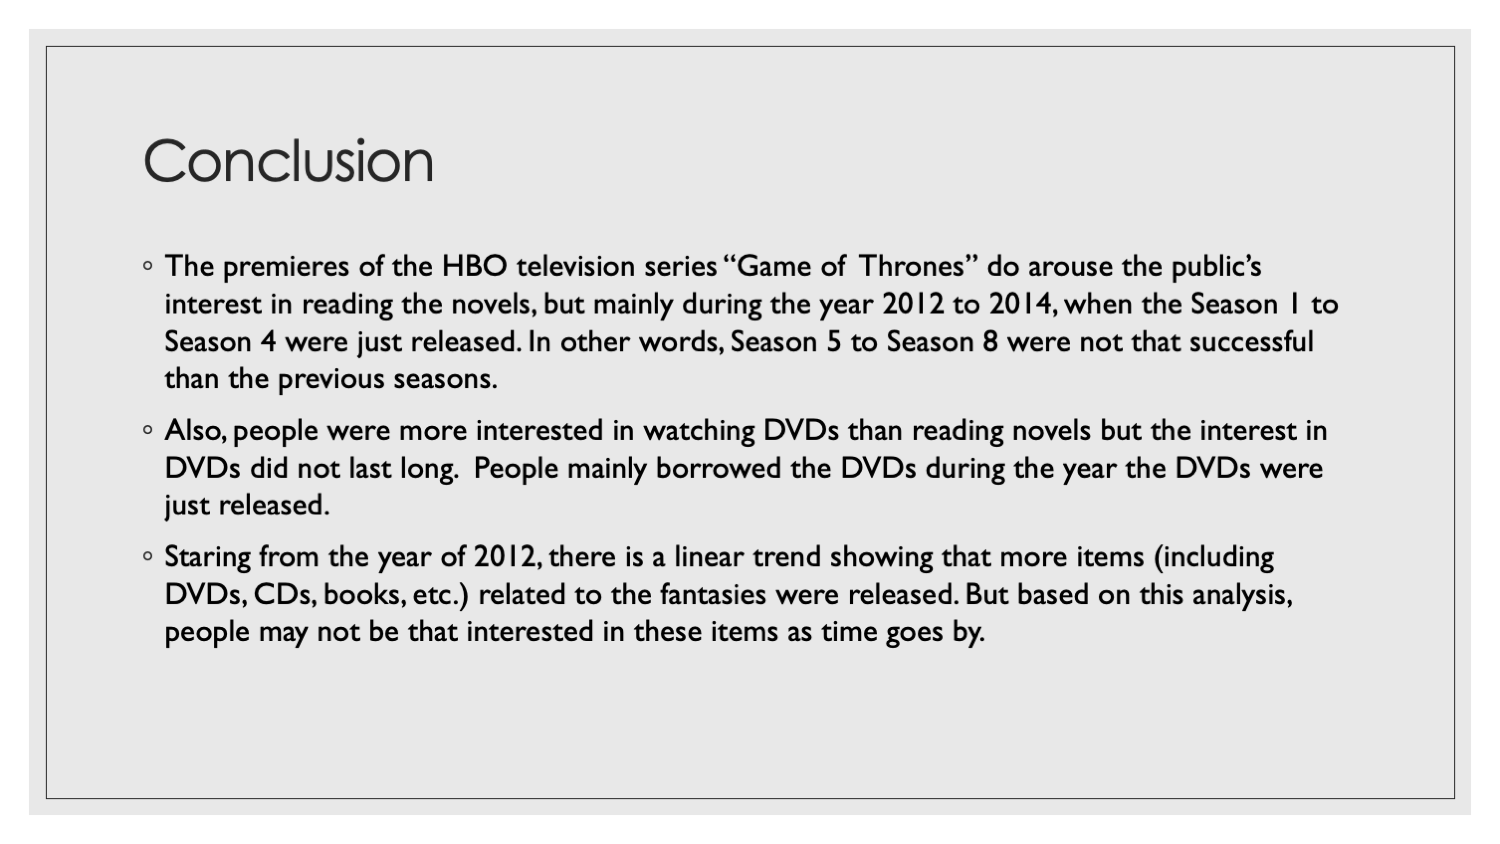 Conclusion
◦ The premieres of the HBO television series “Game of Thrones” do arouse the public’s
interest in reading the novels, but mainly during the year 2012 to 2014, when the Season 1 to
Season 4 were just released. In other words, Season 5 to Season 8 were not that successful
than the previous seasons.
◦ Also, people were more interested in watching DVDs than reading novels but the interest in
DVDs did not last long.  People mainly borrowed the DVDs during the year the DVDs were
just released.
◦ Staring from the year of 2012, there is a linear trend showing that more items (including
DVDs, CDs, books, etc.) related to the fantasies were released. But based on this analysis,
people may not be that interested in these items as time goes by.